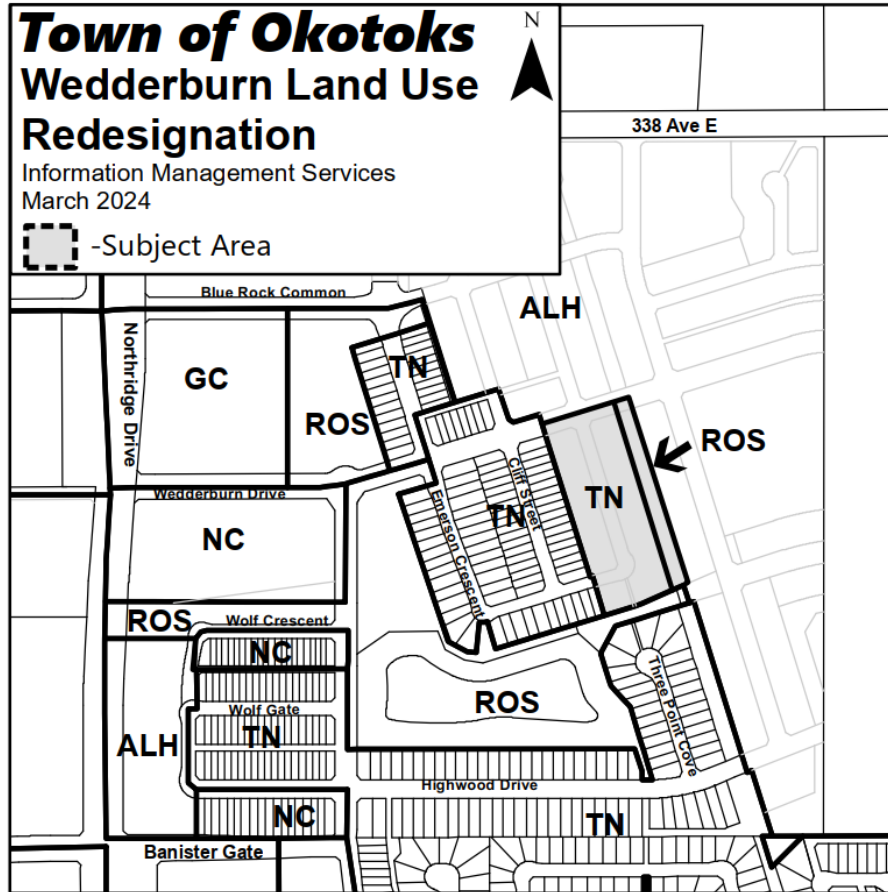 Town of Okotoks
N
Wedderburn Land Use
Redesignation
Information Management Services
March 2024
-Subject Area
338 Ave E
Blue Rock Common
ALH
Northridge Drive
GC
TN
ROS
ROS
Cliff Street
TN
Wedderburn Drive
Emerson Crescent
TN
NC
ROS
Wolf Crescent
NC
Three Point Cove
ROS
Wolf Gate
TN
ALH
Highwood Drive
NC
TN
Banister Gate